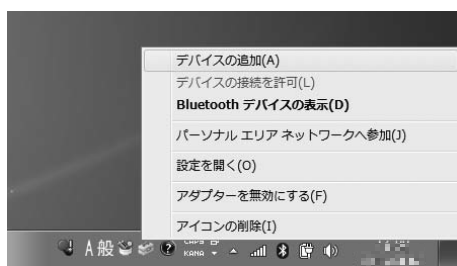 デバイスの追加(A)
デバイスの接続を許可(L)
Bluetooth デバイスの表示(D)
パーソナル エリア ネットワークへ参加(J)
設定を開く(O)
アダプターを無効にする(F)
アイコンの削除(I)
A 般
CAPS
KANA